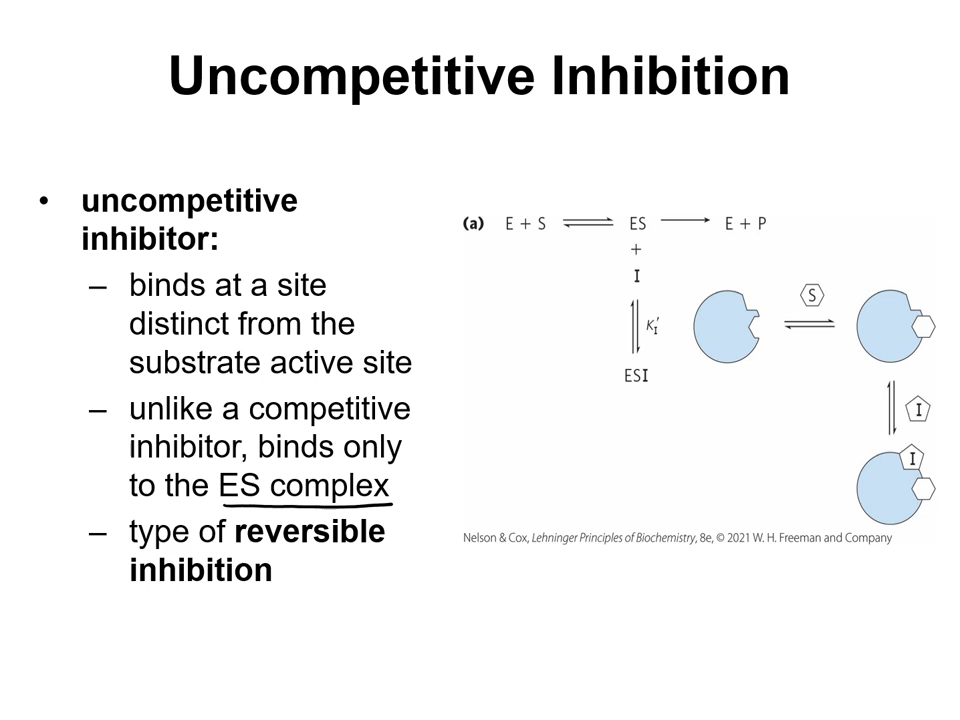 Uncompetitive Inhibition
• uncompetitive
inhibitor:
– binds at a site
distinct from the
substrate active site
– unlike a competitive
inhibitor, binds only
to the ES complex
– type of reversible
inhibition
(a) E + S ⇌ ES → E + P
+
I
K′I
ESI
S
I
I
Nelson & Cox, Lehninger Principles of Biochemistry, 8e, © 2021 W. H. Freeman and Company